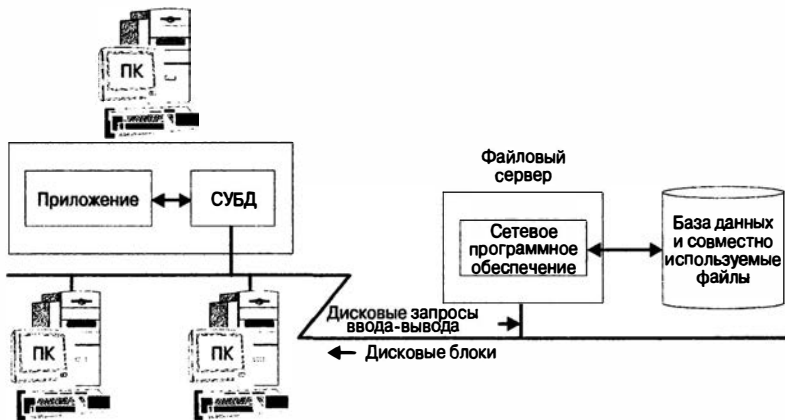 ПК
Приложение
СУБД
Файловый
сервер
Сетевое
программное
обеспечение
База данных
и совместно
используемые
файлы
Дисковые запросы
ввода-вывода
Дисковые блоки
ПК
ПК